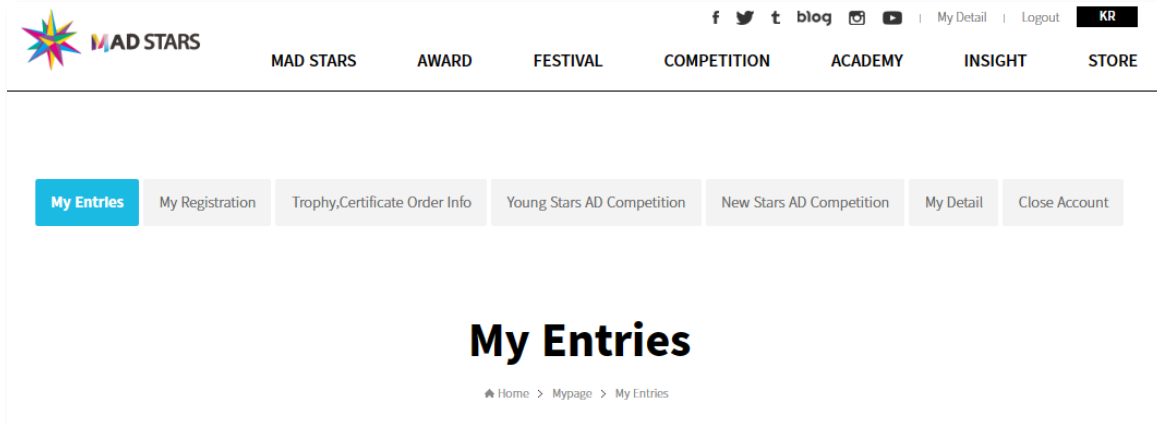 f t blog My Detail Logout KR
MAD STARS
MAD STARS AWARD FESTIVAL COMPETITION ACADEMY INSIGHT STORE
My Entries My Registration Trophy,Certificate Order Info Young Stars AD Competition New Stars AD Competition My Detail Close Account
My Entries
Home > Mypage > My Entries